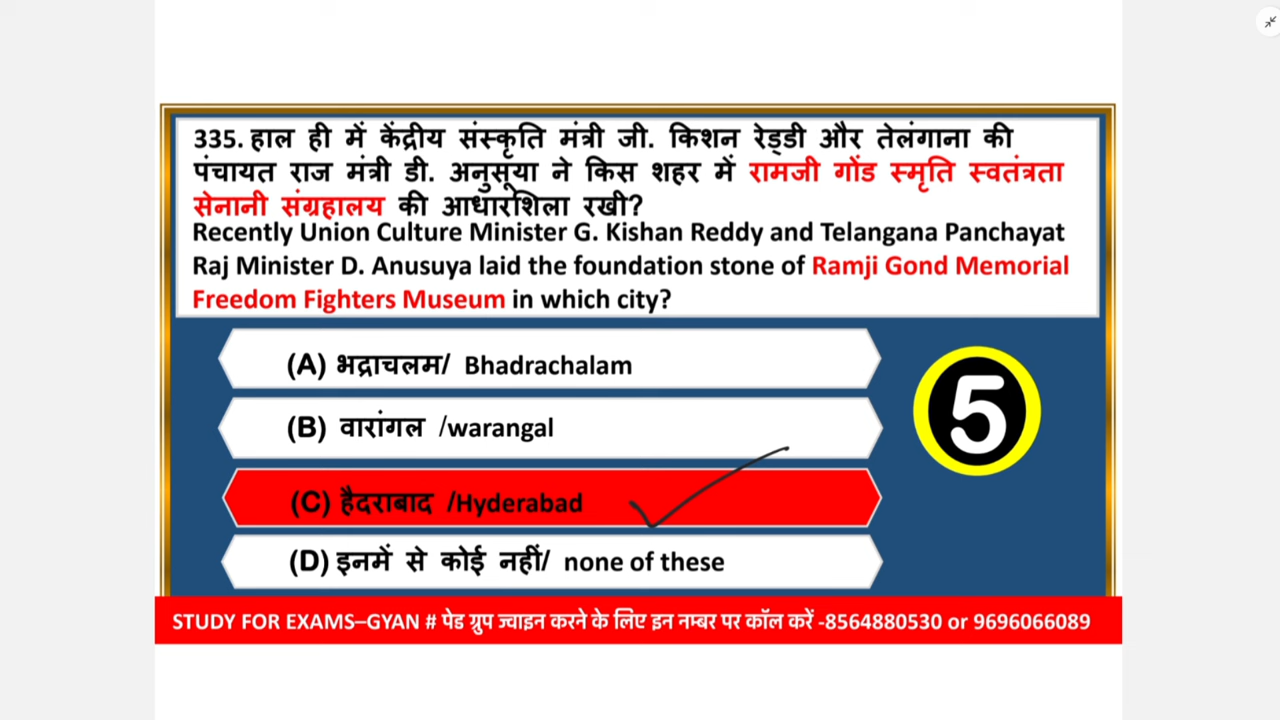 335. हाल ही में केंद्रीय संस्कृति मंत्री जी. किशन रेड्डी और तेलंगाना की
पंचायत राज मंत्री डी. अनुसूया ने किस शहर में रामजी गोंड स्मृति स्वतंत्रता
सेनानी संग्रहालय की आधारशिला रखी?
Recently Union Culture Minister G. Kishan Reddy and Telangana Panchayat
Raj Minister D. Anusuya laid the foundation stone of Ramji Gond Memorial
Freedom Fighters Museum in which city?
(A) भद्राचलम/ Bhadrachalam
(B) वारांगल /warangal
5
(C) हैदराबाद /Hyderabad
(D) इनमें से कोई नहीं/ none of these
STUDY FOR EXAMS–GYAN # पेड ग्रुप ज्वाइन करने के लिए इन नम्बर पर कॉल करें -8564880530 or 9696066089